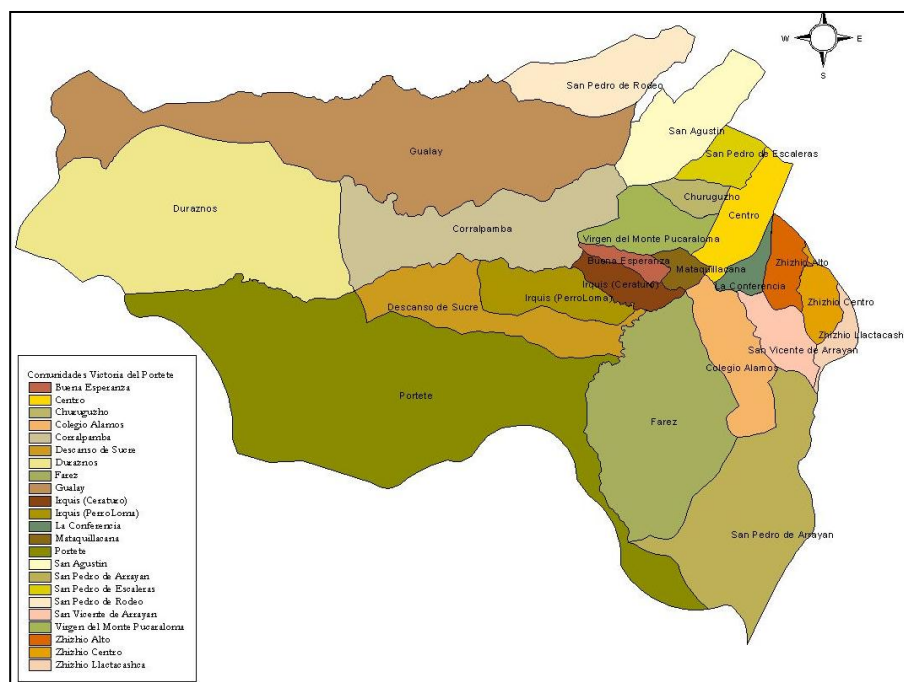 W E
S
San Pedro de Rodeo
San Agustin
San Pedro de Escaleras
Gualay
Churuguzho
Duraznos
Centro
Corralpamba
Virgen del Monte Pucaraloma
Buena Esperanza
Mataquillacana
Zhizhio Alto
Irquis (Ceraturo)
La Conferencia
Irquis (PerroLoma)
Zhizhio Centro
Descanso de Sucre
Zhizhio Llactacash
San Vicente de Arrayan
Colegio Alamos
Portete
Farez
San Pedro de Arrayan
Comunidades Victoria del Portete
Buena Esperanza
Centro
Churuguzho
Colegio Alamos
Corralpamba
Descanso de Sucre
Duraznos
Farez
Gualay
Irquis (Ceraturo)
Irquis (PerroLoma)
La Conferencia
Mataquillacana
Portete
San Agustin
San Pedro de Arrayan
San Pedro de Escaleras
San Pedro de Rodeo
San Vicente de Arrayan
Virgen del Monte Pucaraloma
Zhizhio Alto
Zhizhio Centro
Zhizhio Llactacashca